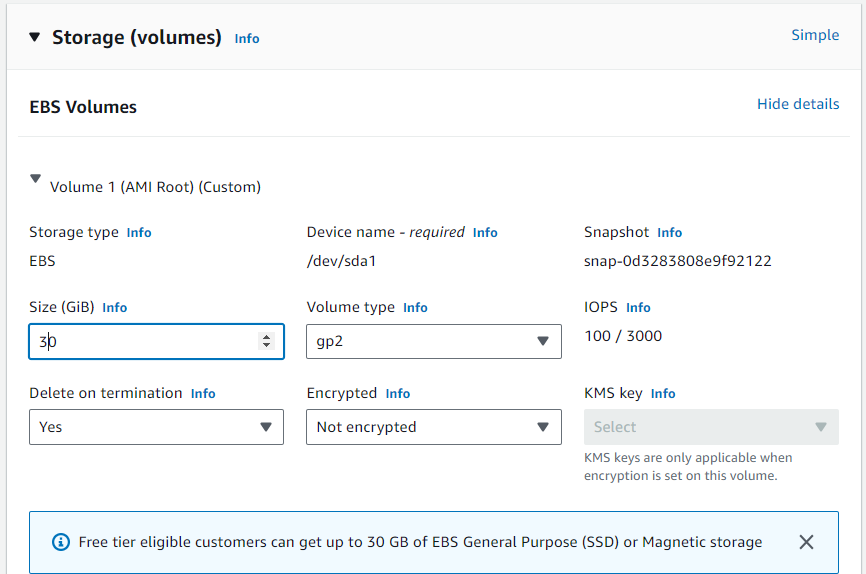 Storage (volumes) Info Simple
EBS Volumes Hide details
Volume 1 (AMI Root) (Custom)
Storage type Info Device name - required Info Snapshot Info
EBS /dev/sda1 snap-0d3283808e9f92122
Size (GiB) Info Volume type Info IOPS Info
30 gp2 100 / 3000
Delete on termination Info Encrypted Info KMS key Info
Yes Not encrypted Select
KMS keys are only applicable when
encryption is set on this volume.
Free tier eligible customers can get up to 30 GB of EBS General Purpose (SSD) or Magnetic storage